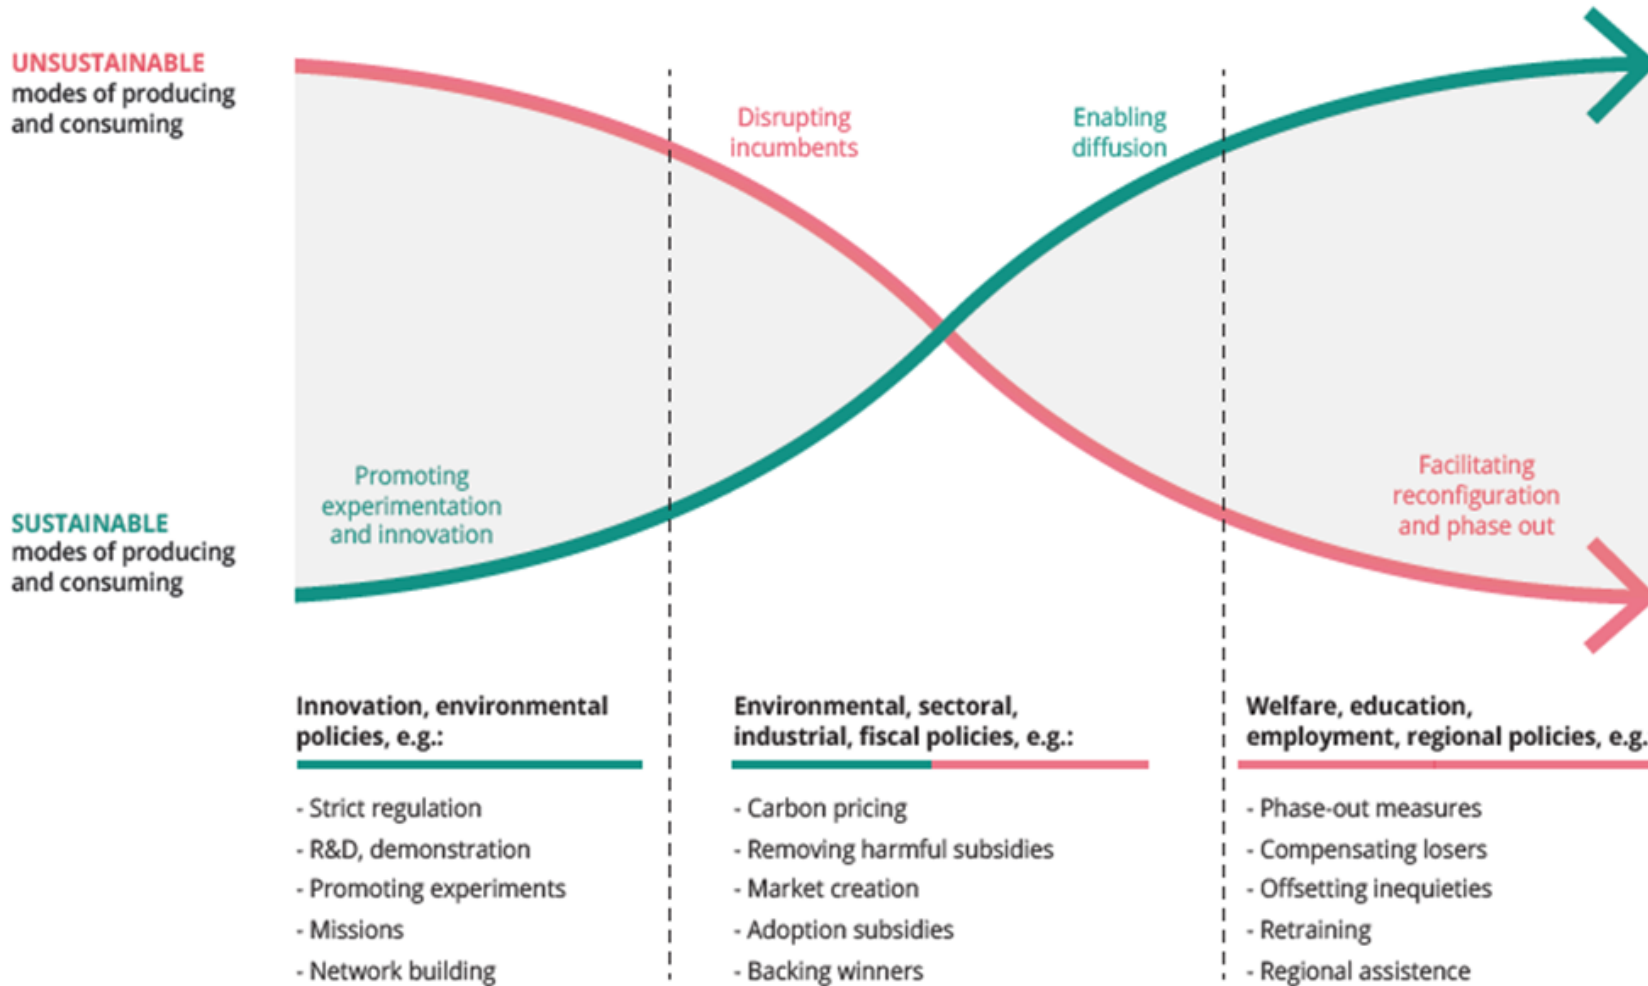 UNSUSTAINABLE
modes of producing
and consuming
Disrupting
incumbents
Enabling
diffusion
Promoting
experimentation
and innovation
SUSTAINABLE
modes of producing
and consuming
Facilitating
reconfiguration
and phase out
Innovation, environmental
policies, e.g.:
- Strict regulation
- R&D, demonstration
- Promoting experiments
- Missions
- Network building
Environmental, sectoral,
industrial, fiscal policies, e.g.:
- Carbon pricing
- Removing harmful subsidies
- Market creation
- Adoption subsidies
- Backing winners
Welfare, education,
employment, regional policies, e.g.
- Phase-out measures
- Compensating losers
- Offsetting inequieties
- Retraining
- Regional assistence